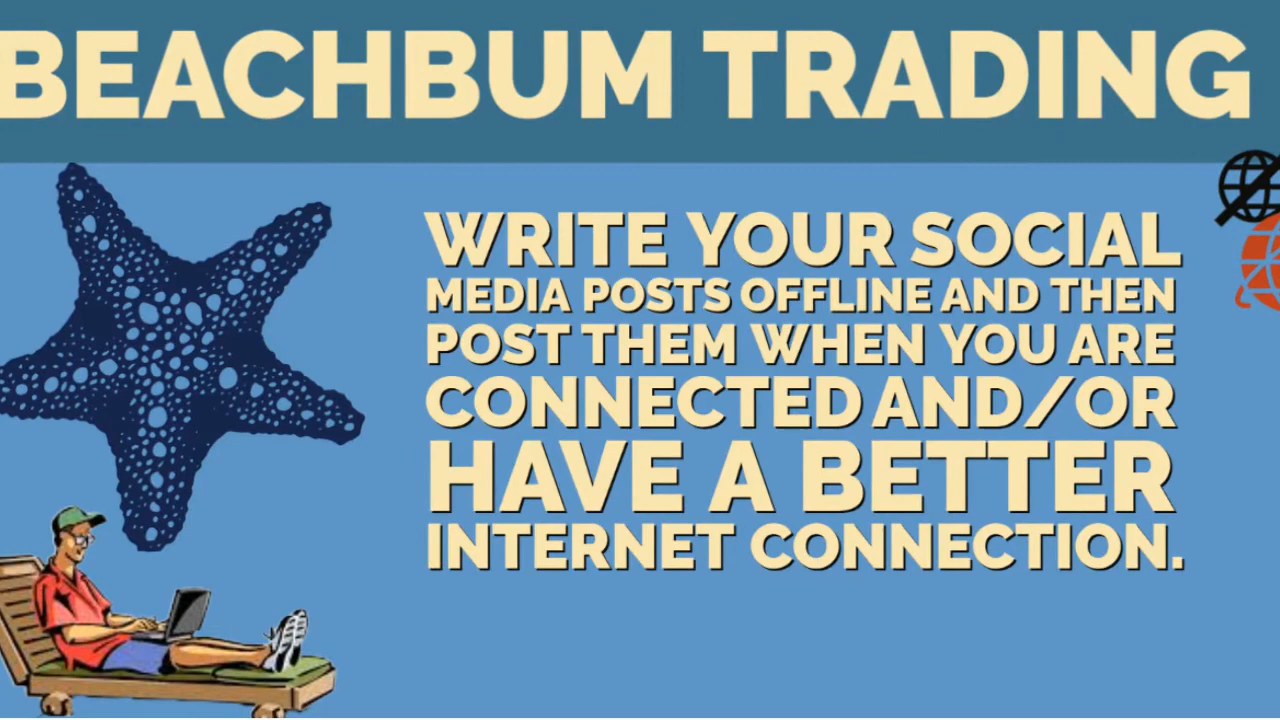 BEACHBUM TRADING
WRITE YOUR SOCIAL
MEDIA POSTS OFFLINE AND THEN
POST THEM WHEN YOU ARE
CONNECTED AND/OR
HAVE A BETTER
INTERNET CONNECTION.